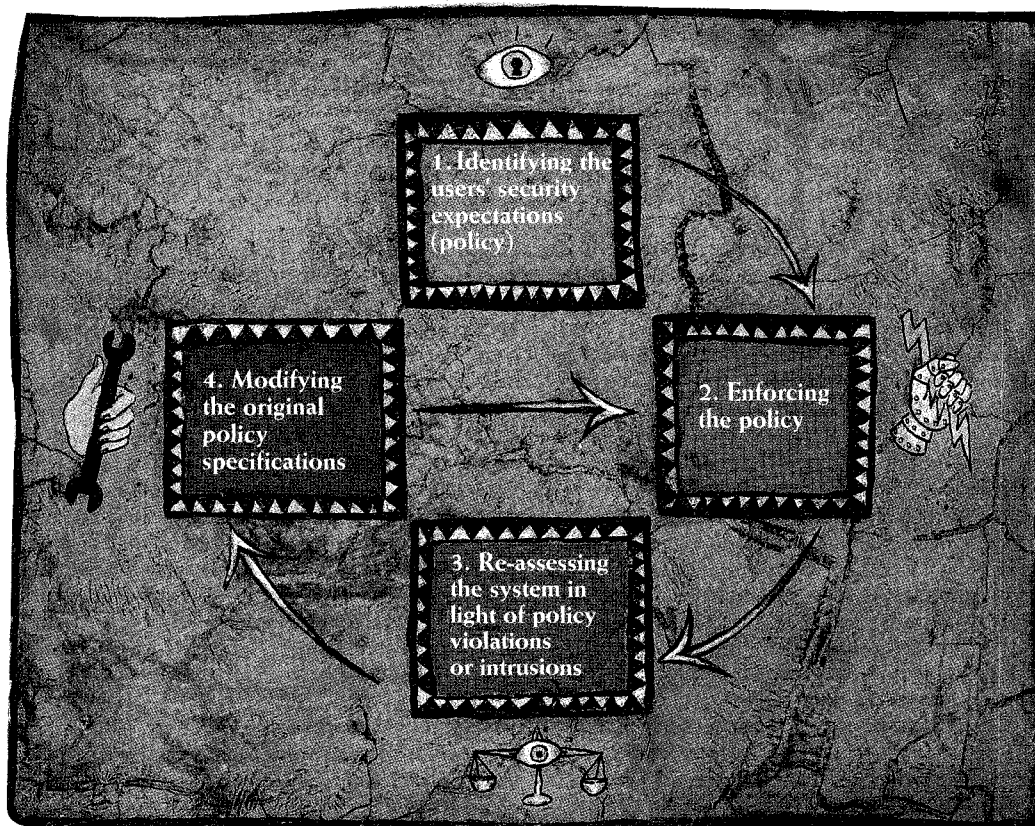 1. Identifying the
users' security
expectations
(policy)
2. Enforcing
the policy
3. Re-assessing
the system in
light of policy
violations
or intrusions
4. Modifying
the original
policy
specifications